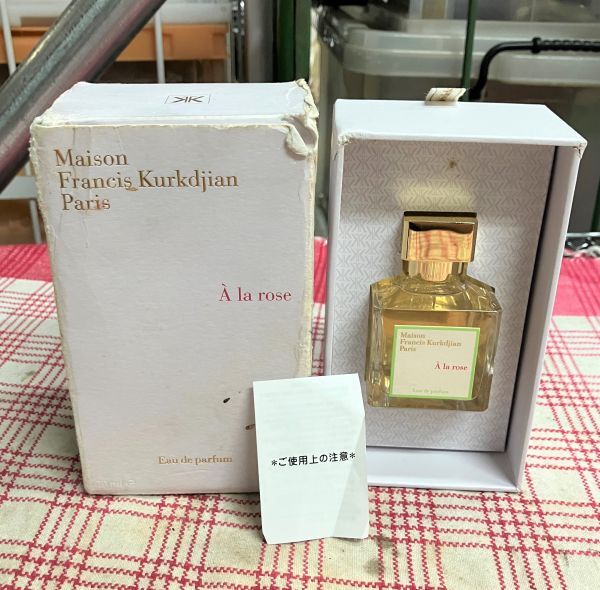 Maison
Francis Kurkdjian
Paris
À la rose
Eau de parfum
*ご使用上の注意*
Maison
Francis Kurkdjian
Paris
À la rose
Eau de parfum